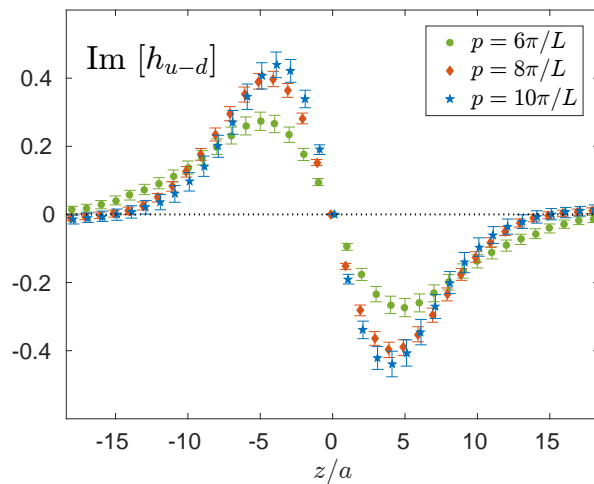 Im [h_{u−d}]
p = 6π/L
p = 8π/L
p = 10π/L
0.4
0.2
0
-0.2
-0.4
-15 -10 -5 0 5 10 15
z/a